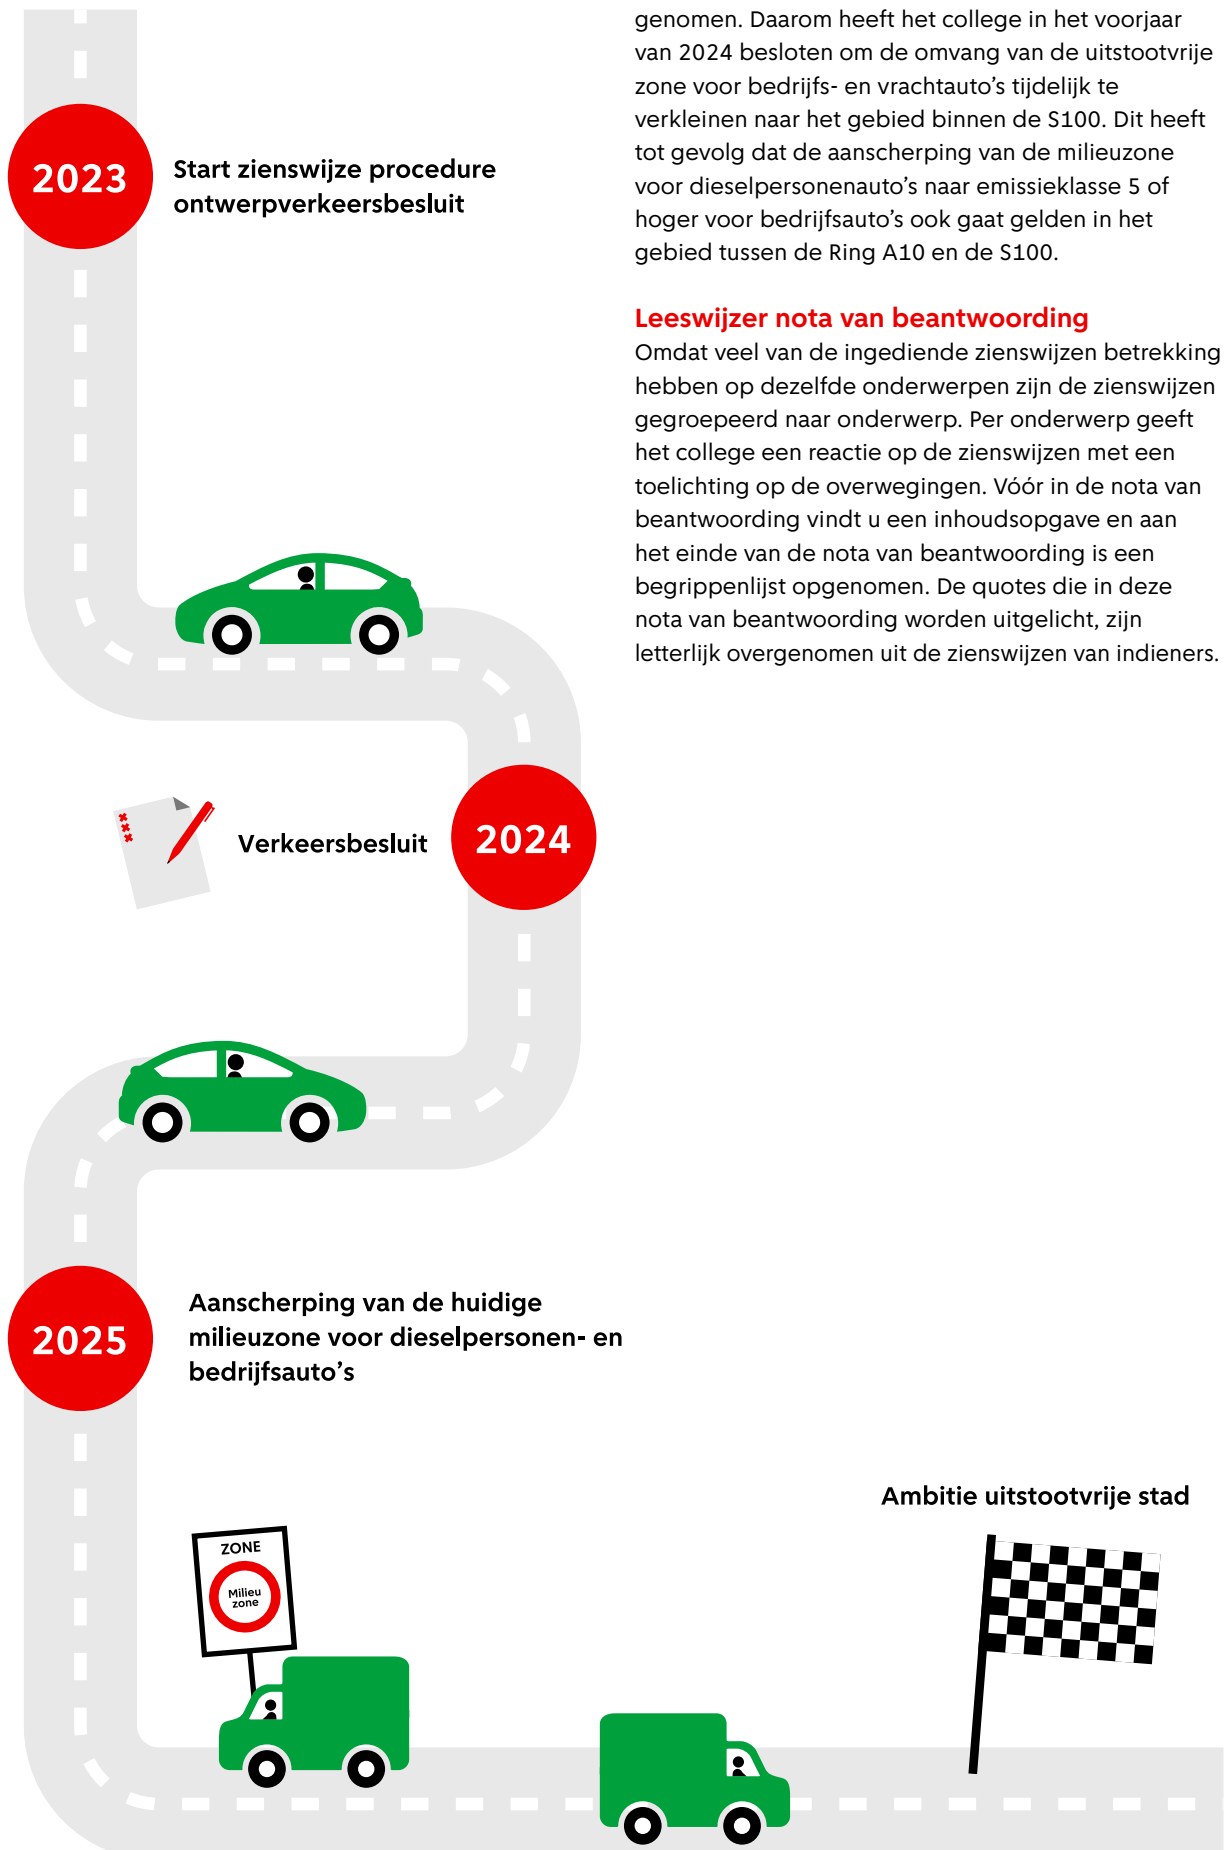 genomen. Daarom heeft het college in het voorjaar
van 2024 besloten om de omvang van de uitstootvrije
zone voor bedrijfs- en vrachtauto’s tijdelijk te
verkleinen naar het gebied binnen de S100. Dit heeft
tot gevolg dat de aanscherping van de milieuzone
voor dieselpersonenauto’s naar emissieklasse 5 of
hoger voor bedrijfsauto’s ook gaat gelden in het
gebied tussen de Ring A10 en de S100.
Leeswijzer nota van beantwoording
Omdat veel van de ingediende zienswijzen betrekking
hebben op dezelfde onderwerpen zijn de zienswijzen
gegroepeerd naar onderwerp. Per onderwerp geeft
het college een reactie op de zienswijzen met een
toelichting op de overwegingen. Vóór in de nota van
beantwoording vindt u een inhoudsopgave en aan
het einde van de nota van beantwoording is een
begrippenlijst opgenomen. De quotes die in deze
nota van beantwoording worden uitgelicht, zijn
letterlijk overgenomen uit de zienswijzen van indieners.
2023
Start zienswijze procedure
ontwerpverkeersbesluit
Verkeersbesluit
2024
2025
Aanscherping van de huidige
milieuzone voor dieselpersonen- en
bedrijfsauto’s
Ambitie uitstootvrije stad
ZONE
Milieu
zone